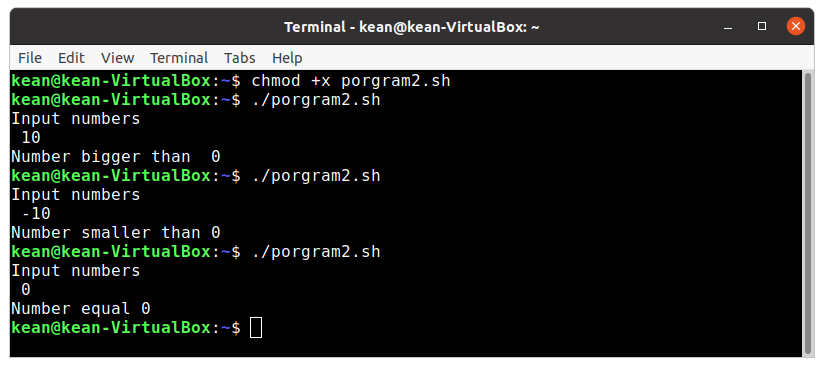 Terminal - kean@kean-VirtualBox: ~
File Edit View Terminal Tabs Help
kean@kean-VirtualBox:~$ chmod +x porgram2.sh
kean@kean-VirtualBox:~$ ./porgram2.sh
Input numbers
 10
Number bigger than  0
kean@kean-VirtualBox:~$ ./porgram2.sh
Input numbers
 -10
Number smaller than 0
kean@kean-VirtualBox:~$ ./porgram2.sh
Input numbers
 0
Number equal 0
kean@kean-VirtualBox:~$